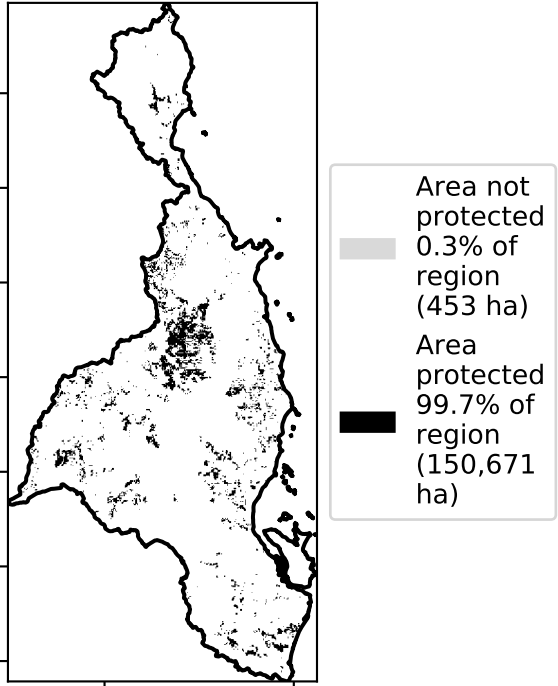 Area not
protected
0.3% of
region
(453 ha)
Area
protected
99.7% of
region
(150,671
ha)